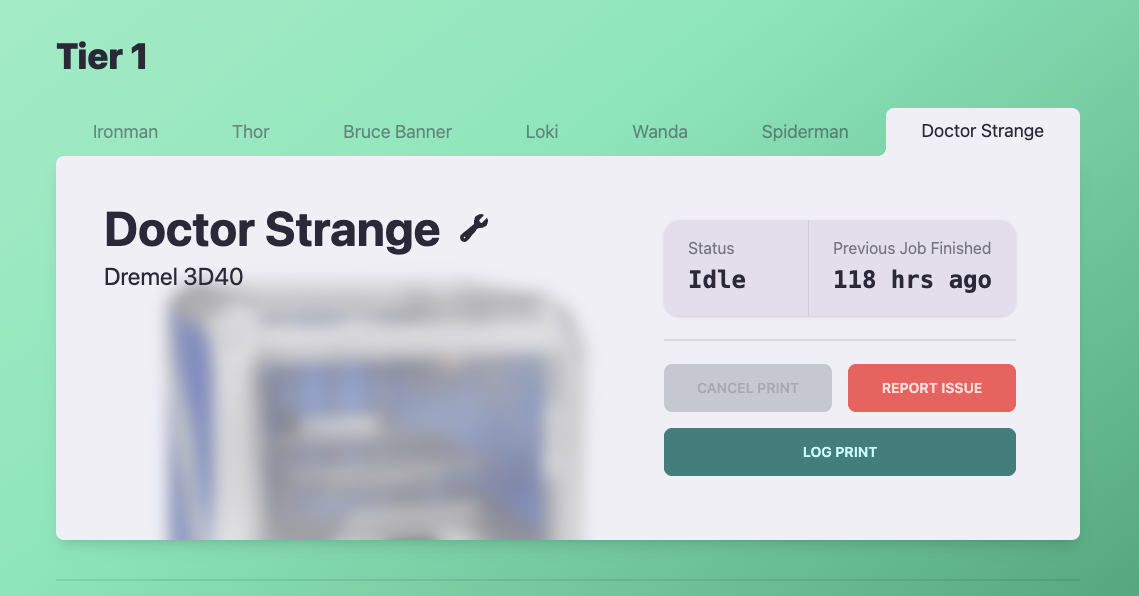 Tier 1
Ironman Thor Bruce Banner Loki Wanda Spiderman Doctor Strange
Doctor Strange
Dremel 3D40
Status
Idle
Previous Job Finished
118 hrs ago
CANCEL PRINT REPORT ISSUE
LOG PRINT